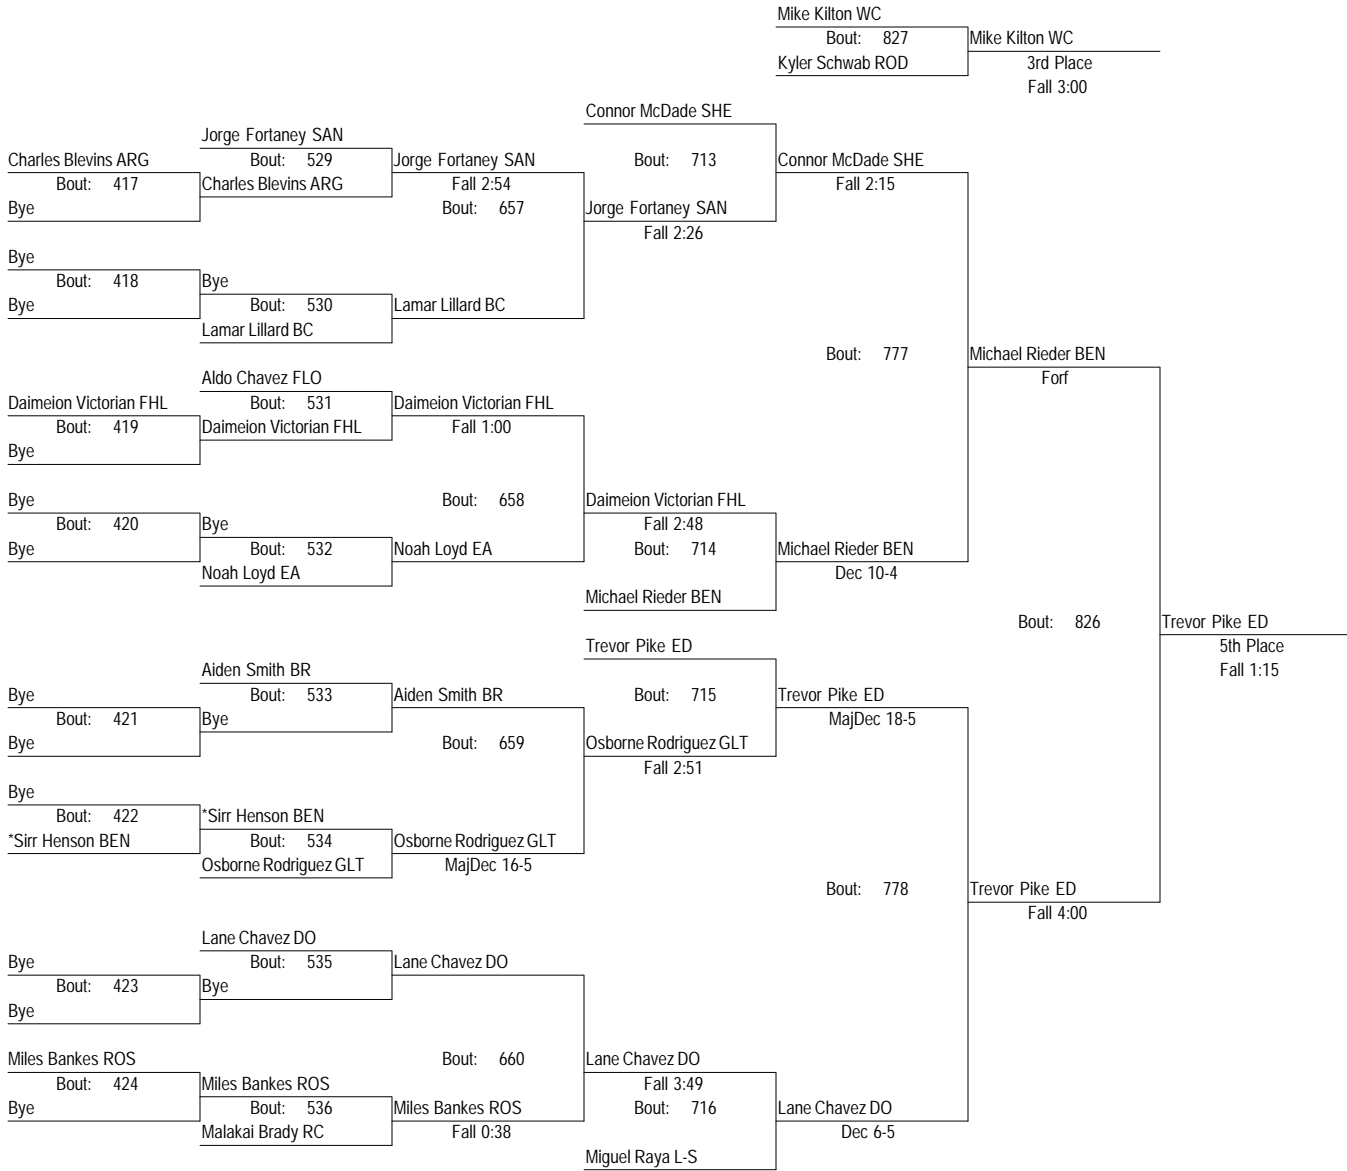 Mike Kilton WC
Bout: 827 Mike Kilton WC
Kyler Schwab ROD 3rd Place
Fall 3:00
Connor McDade SHE
Jorge Fortaney SAN
Charles Blevins ARG Bout: 529 Jorge Fortaney SAN Bout: 713 Connor McDade SHE
Bout: 417 Charles Blevins ARG Fall 2:54 Fall 2:15
Bye Bout: 657 Jorge Fortaney SAN
Fall 2:26
Bye
Bout: 418 Bye
Bye Bout: 530 Lamar Lillard BC
Lamar Lillard BC
Bout: 777 Michael Rieder BEN
Aldo Chavez FLO Forf
Daimeion Victorian FHL Bout: 531 Daimeion Victorian FHL
Bout: 419 Daimeion Victorian FHL Fall 1:00
Bye
Bye Bout: 658 Daimeion Victorian FHL
Bout: 420 Bye Fall 2:48
Bye Bout: 532 Noah Loyd EA Bout: 714 Michael Rieder BEN
Noah Loyd EA Dec 10-4
Michael Rieder BEN
Bout: 826 Trevor Pike ED
Trevor Pike ED 5th Place
Aiden Smith BR Fall 1:15
Bye Bout: 533 Aiden Smith BR Bout: 715 Trevor Pike ED
Bout: 421 Bye MajDec 18-5
Bye Bout: 659 Osborne Rodriguez GLT
Fall 2:51
Bye
Bout: 422 *Sirr Henson BEN
*Sirr Henson BEN Bout: 534 Osborne Rodriguez GLT
Osborne Rodriguez GLT MajDec 16-5
Bout: 778 Trevor Pike ED
Fall 4:00
Lane Chavez DO
Bye Bout: 535 Lane Chavez DO
Bout: 423 Bye
Bye
Miles Bankes ROS Bout: 660 Lane Chavez DO
Bout: 424 Miles Bankes ROS Fall 3:49
Bye Bout: 536 Miles Bankes ROS Bout: 716 Lane Chavez DO
Malakai Brady RC Fall 0:38 Dec 6-5
Miguel Raya L-S